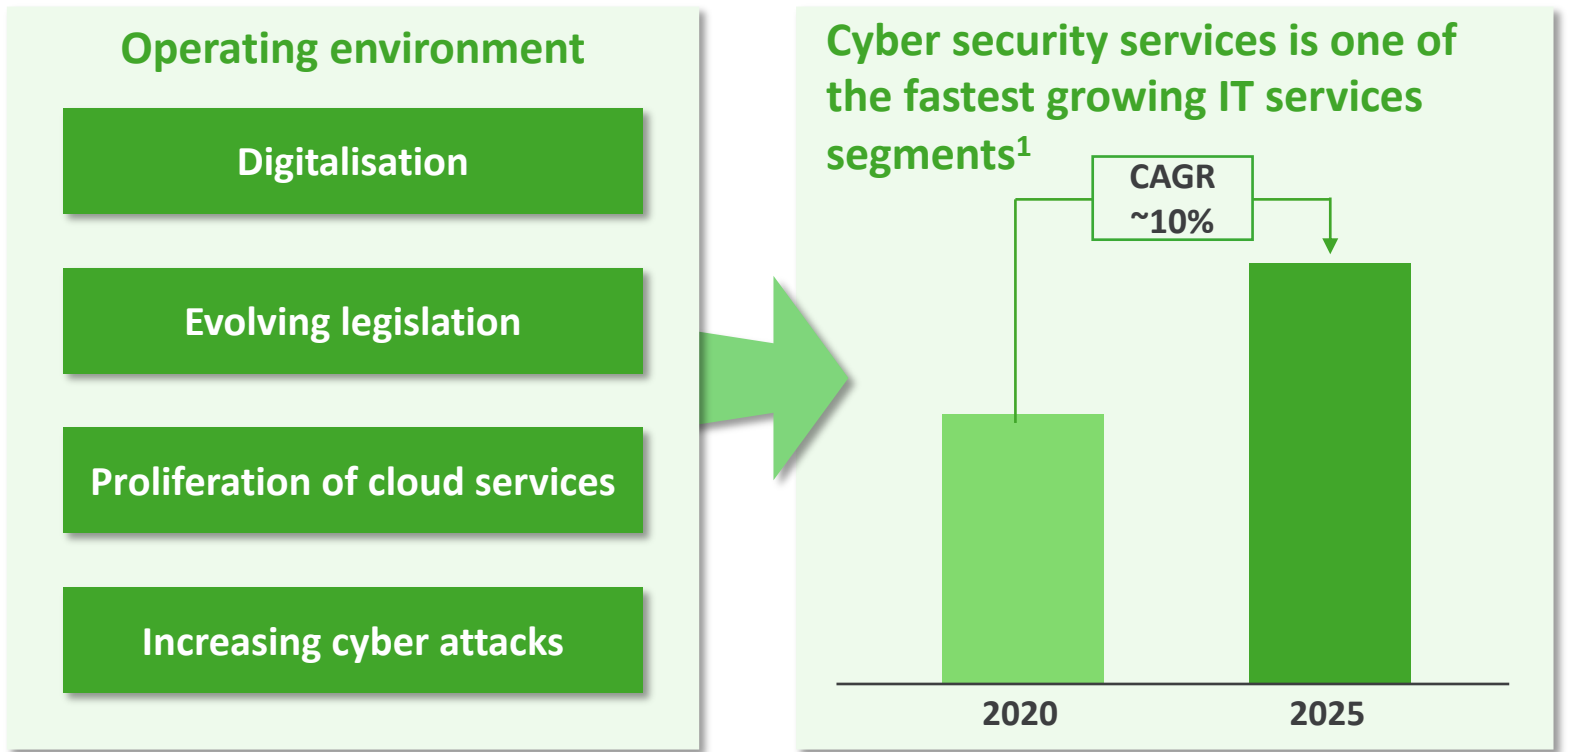 Operating environment
Digitalisation
Evolving legislation
Proliferation of cloud services
Increasing cyber attacks
Cyber security services is one of
the fastest growing IT services
segments¹
CAGR
~10%
2020
2025